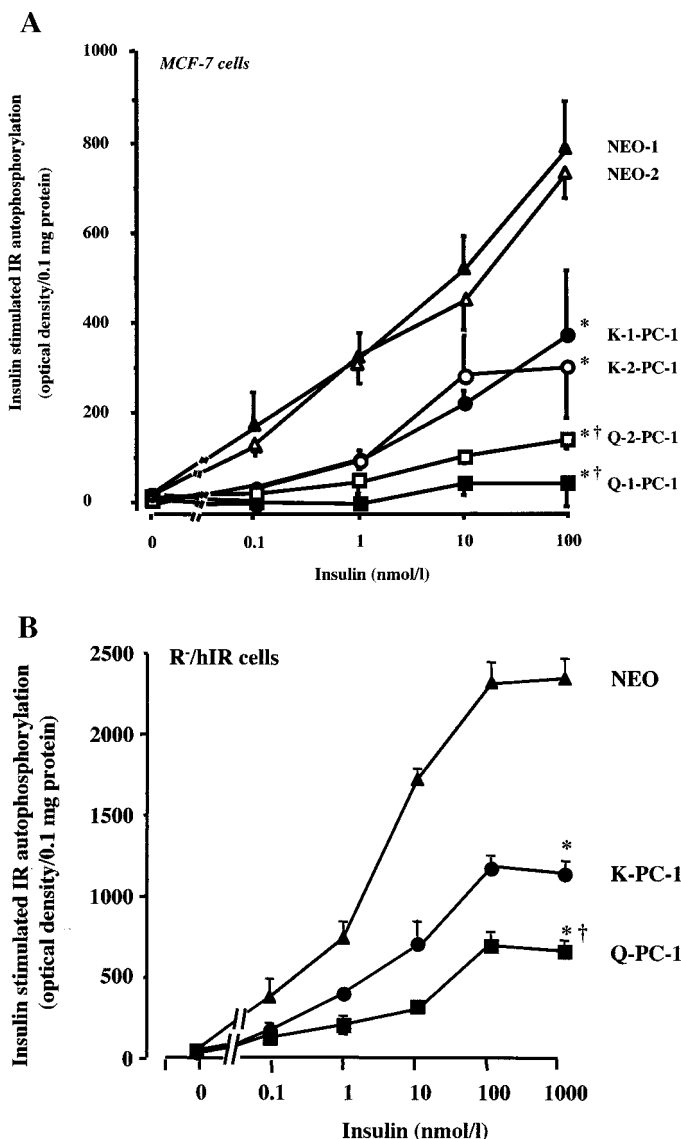 A
MCF-7 cells
Insulin stimulated IR autophosphorylation
(optical density/0.1 mg protein)
1000
800
600
400
200
0
NEO-1
NEO-2
* K-1-PC-1
* K-2-PC-1
* † Q-2-PC-1
* † Q-1-PC-1
0 0.1 1 10 100
Insulin (nmol/l)
B
R⁻/hIR cells
Insulin stimulated IR autophosphorylation
(optical density/0.1 mg protein)
2500
2000
1500
1000
500
0
NEO
* K-PC-1
* † Q-PC-1
0 0.1 1 10 100 1000
Insulin (nmol/l)